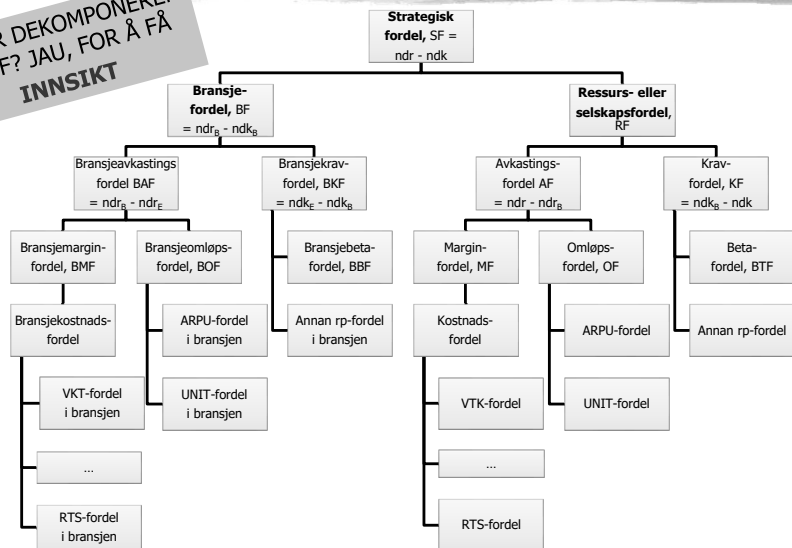 R DEKOMPONERE
F? JAU, FOR Å FÅ
INNSIKT
Strategisk
fordel, SF =
ndr - ndk
Bransje-
fordel, BF
= ndrB - ndkB
Ressurs- eller
selskapsfordel,
RF
Bransjeavkastings
fordel BAF
= ndrB - ndrE
Bransjekrav-
fordel, BKF
= ndkE - ndkB
Avkastings-
fordel AF
= ndr - ndrB
Krav-
fordel, KF
= ndkB - ndk
Bransjemargin-
fordel, BMF
Bransjeomløps-
fordel, BOF
Bransjebeta-
fordel, BBF
Margin-
fordel, MF
Omløps-
fordel, OF
Beta-
fordel, BTF
Bransjekostnads-
fordel
ARPU-fordel
i bransjen
Annan rp-fordel
i bransjen
Kostnads-
fordel
ARPU-fordel
Annan rp-fordel
VKT-fordel
i bransjen
UNIT-fordel
i bransjen
VTK-fordel
UNIT-fordel
...
...
RTS-fordel
i bransjen
RTS-fordel